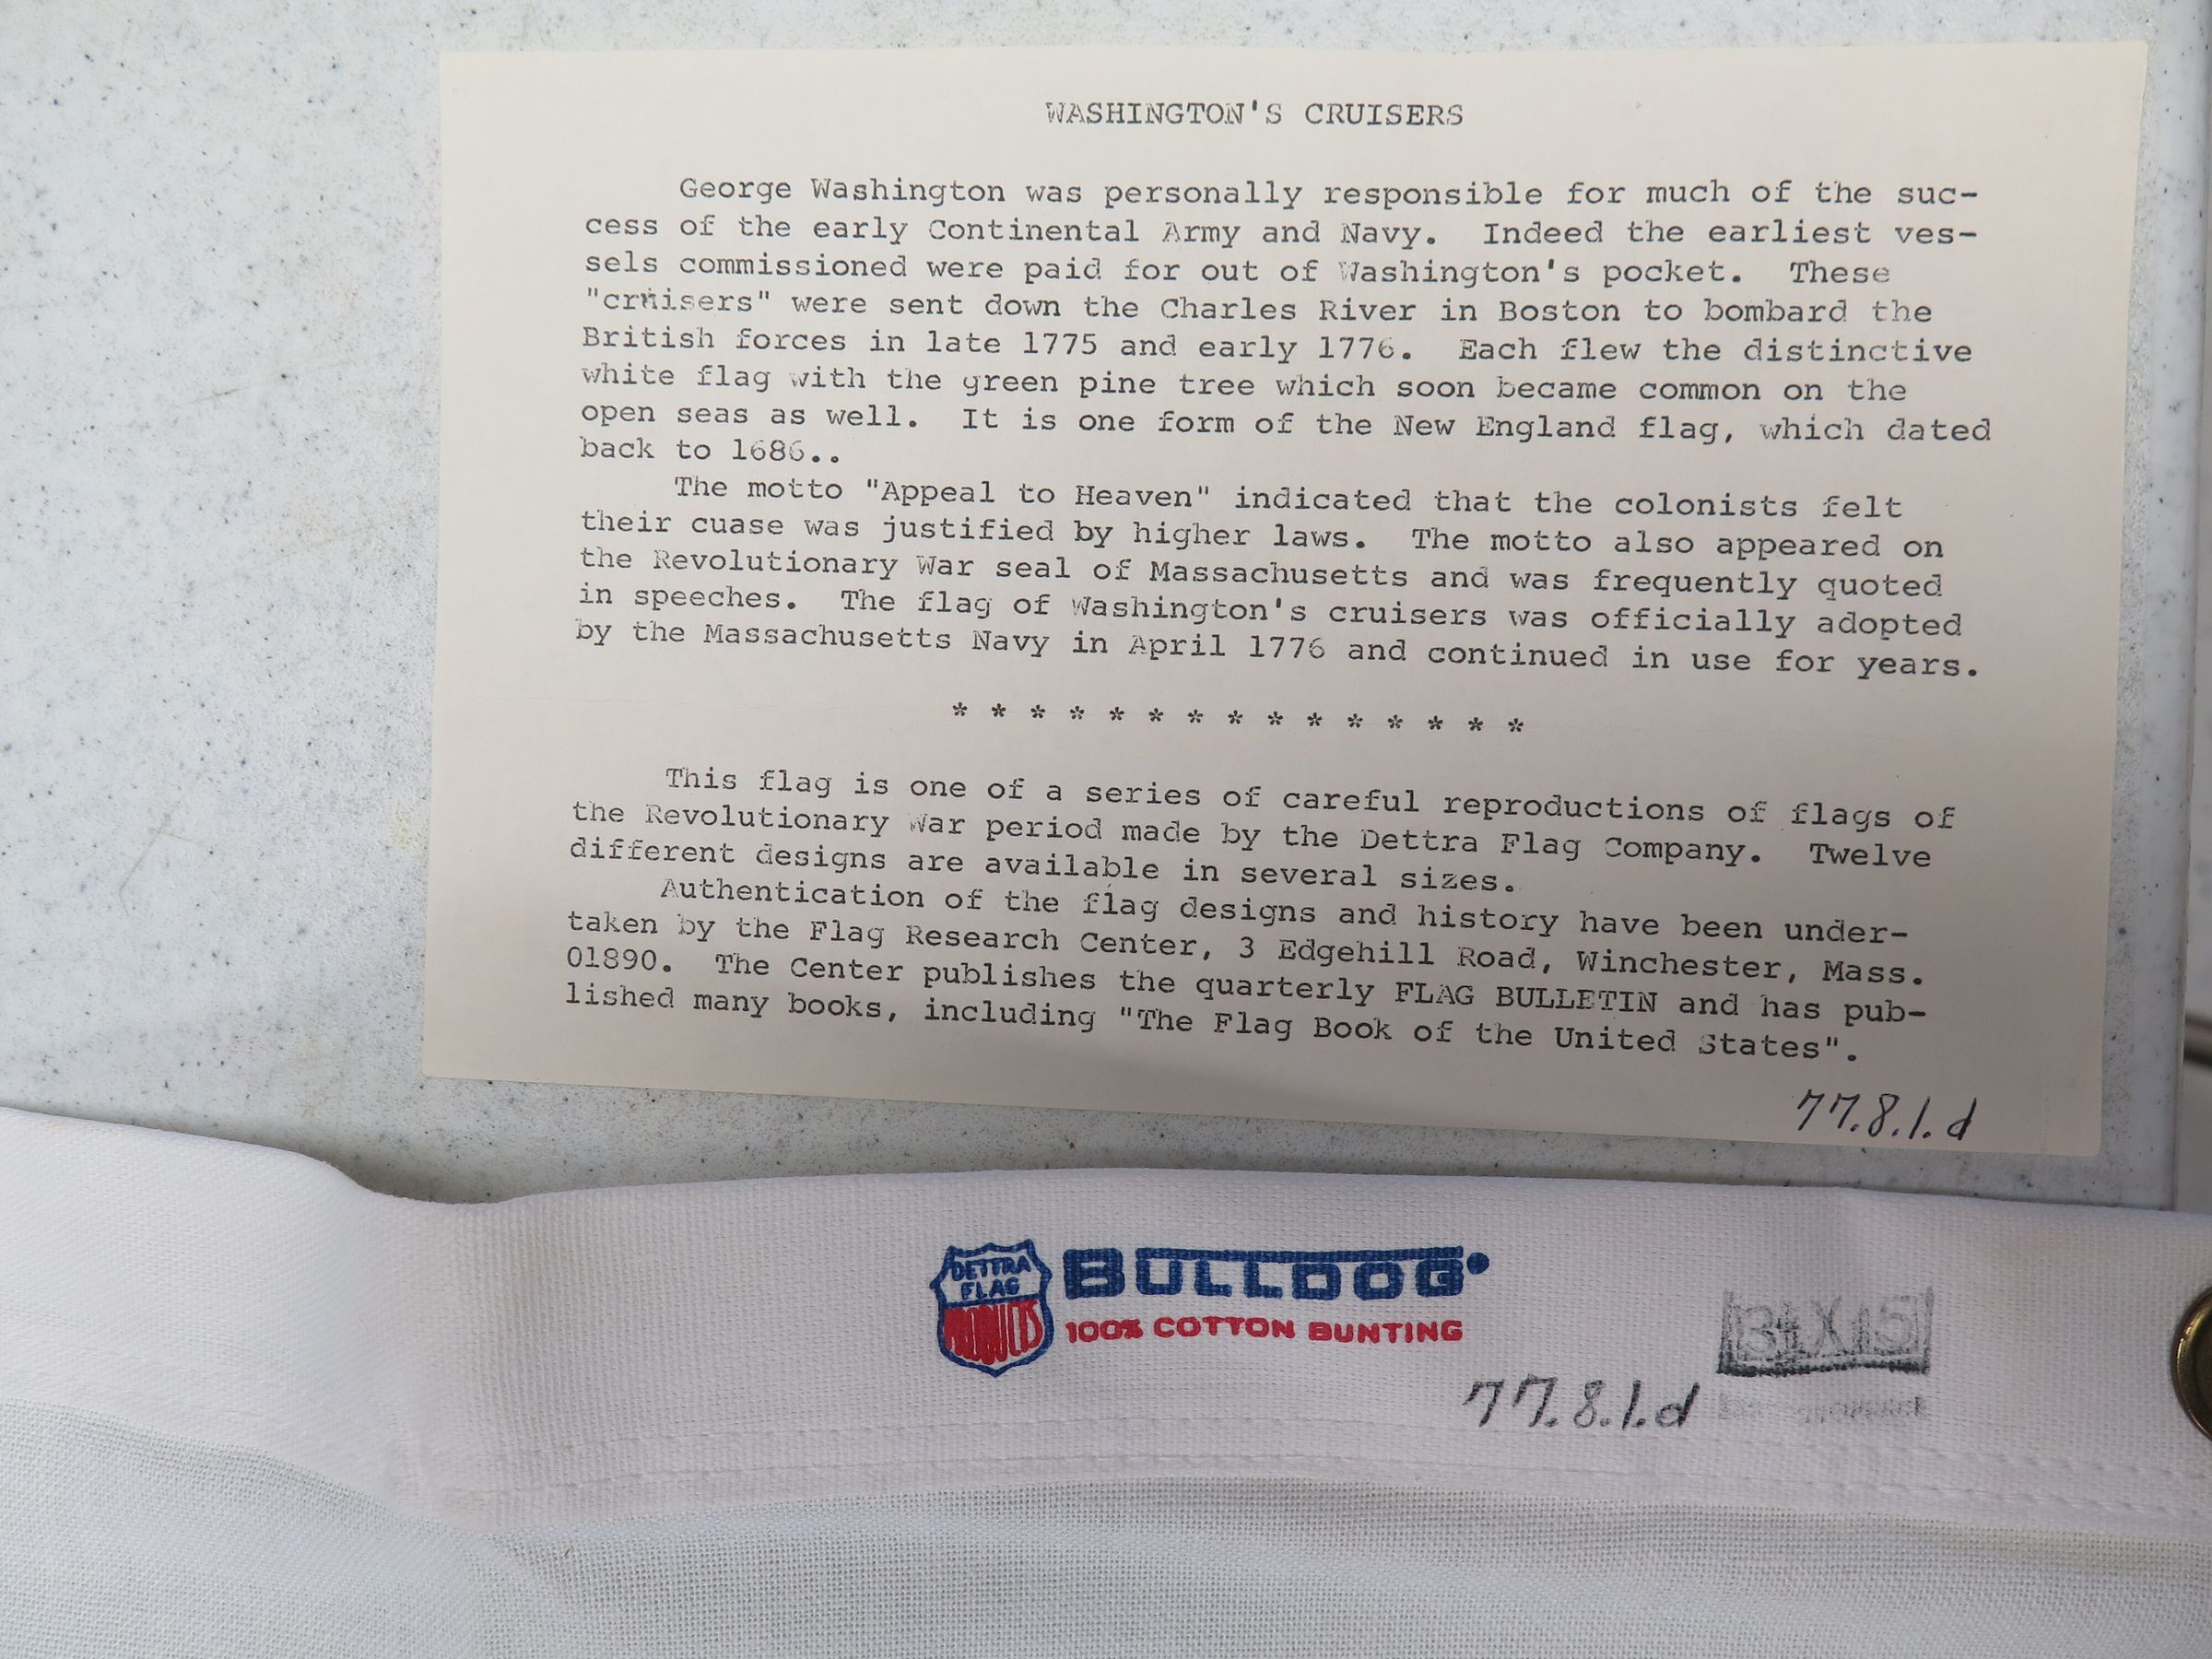 WASHINGTON'S CRUISERS
George Washington was personally responsible for much of the suc-
cess of the early Continental Army and Navy. Indeed the earliest ves-
sels commissioned were paid for out of Washington's pocket. These
"cruisers" were sent down the Charles River in Boston to bombard the
British forces in late 1775 and early 1776. Each flew the distinctive
white flag with the green pine tree which soon became common on the
open seas as well. It is one form of the New England flag, which dated
back to 1686..
The motto "Appeal to Heaven" indicated that the colonists felt
their cuase was justified by higher laws. The motto also appeared on
the Revolutionary War seal of Massachusetts and was frequently quoted
in speeches. The flag of Washington's cruisers was officially adopted
by the Massachusetts Navy in April 1776 and continued in use for years.
* * * * * * * * * * * * * * *
This flag is one of a series of careful reproductions of flags of
the Revolutionary War period made by the Dettra Flag Company. Twelve
different designs are available in several sizes.
Authentication of the flag designs and history have been under-
taken by the Flag Research Center, 3 Edgehill Road, Winchester, Mass.
01890. The Center publishes the quarterly FLAG BULLETIN and has pub-
lished many books, including "The Flag Book of the United States".
77.8.1.d
DETTRA
FLAG
PRODUCTS
BULLDOG
100% COTTON BUNTING
77.8.1.d